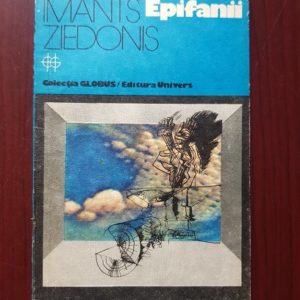 IMANTS Epifanii
ZIEDONIS
Colecția GLOBUS / Editura Univers